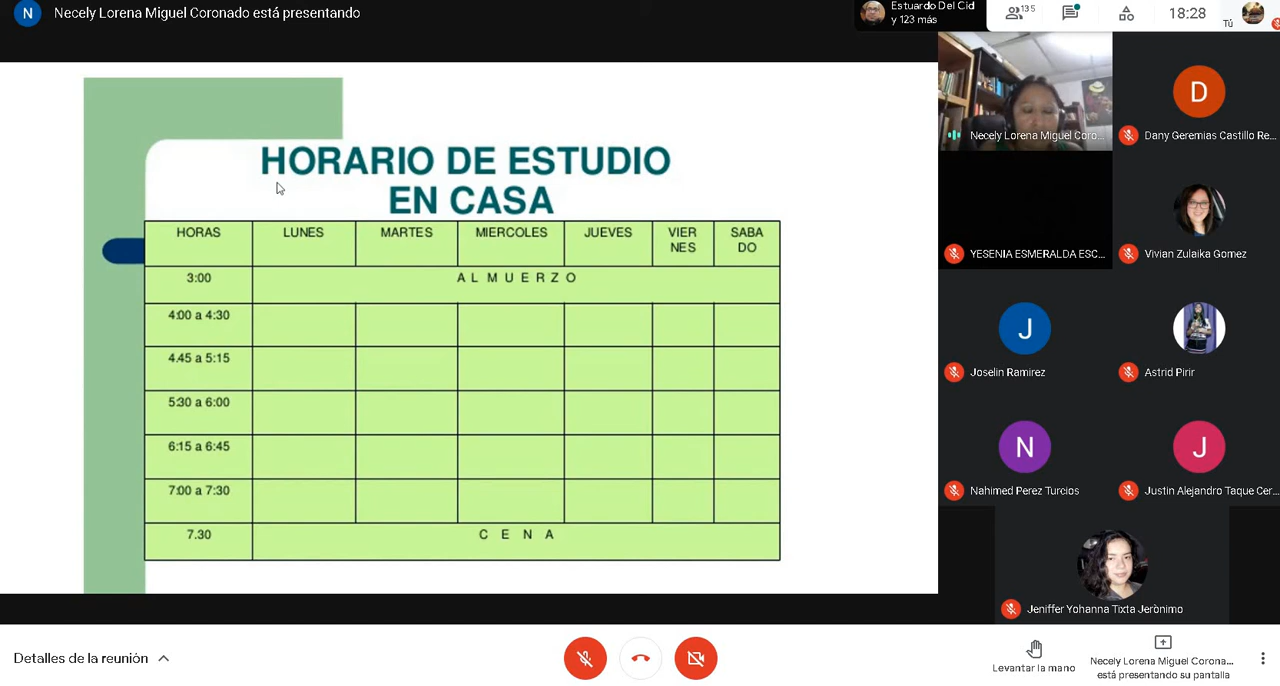 N
Necely Lorena Miguel Coronado está presentando
Estuardo Del Cid
y 123 más
135
18:28
Tú
HORARIO DE ESTUDIO
EN CASA
HORAS LUNES MARTES MIERCOLES JUEVES VIER
NES SABA
DO
3:00 A L M U E R Z O
4:00 a 4:30
4.45 a 5:15
5:30 a 6:00
6:15 a 6:45
7:00 a 7:30
7.30 C E N A
Necely Lorena Miguel Coro...
D
Dany Geremias Castillo Re...
YESENIA ESMERALDA ESC...
Vivian Zulaika Gomez
J
Joselin Ramirez
Astrid Pirir
N
Nahimed Perez Turcios
J
Justin Alejandro Taque Cer...
Jeniffer Yohanna Tixta Jerònimo
Detalles de la reunión
Levantar la mano
Necely Lorena Miguel Corona...
está presentando su pantalla